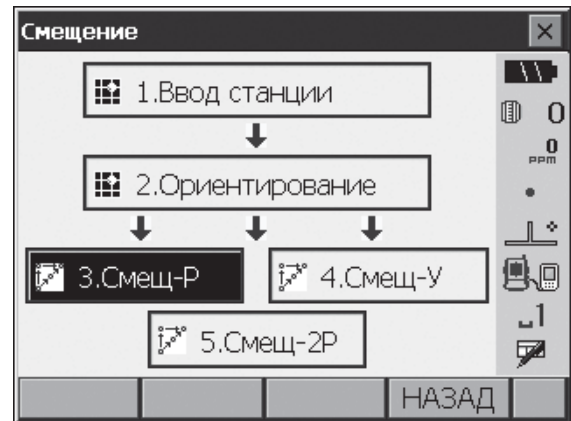 Смещение
1.Ввод станции
0
0
PPM
2.Ориентирование
3.Смещ-Р
4.Смещ-У
1
5.Смещ-2Р
НАЗАД